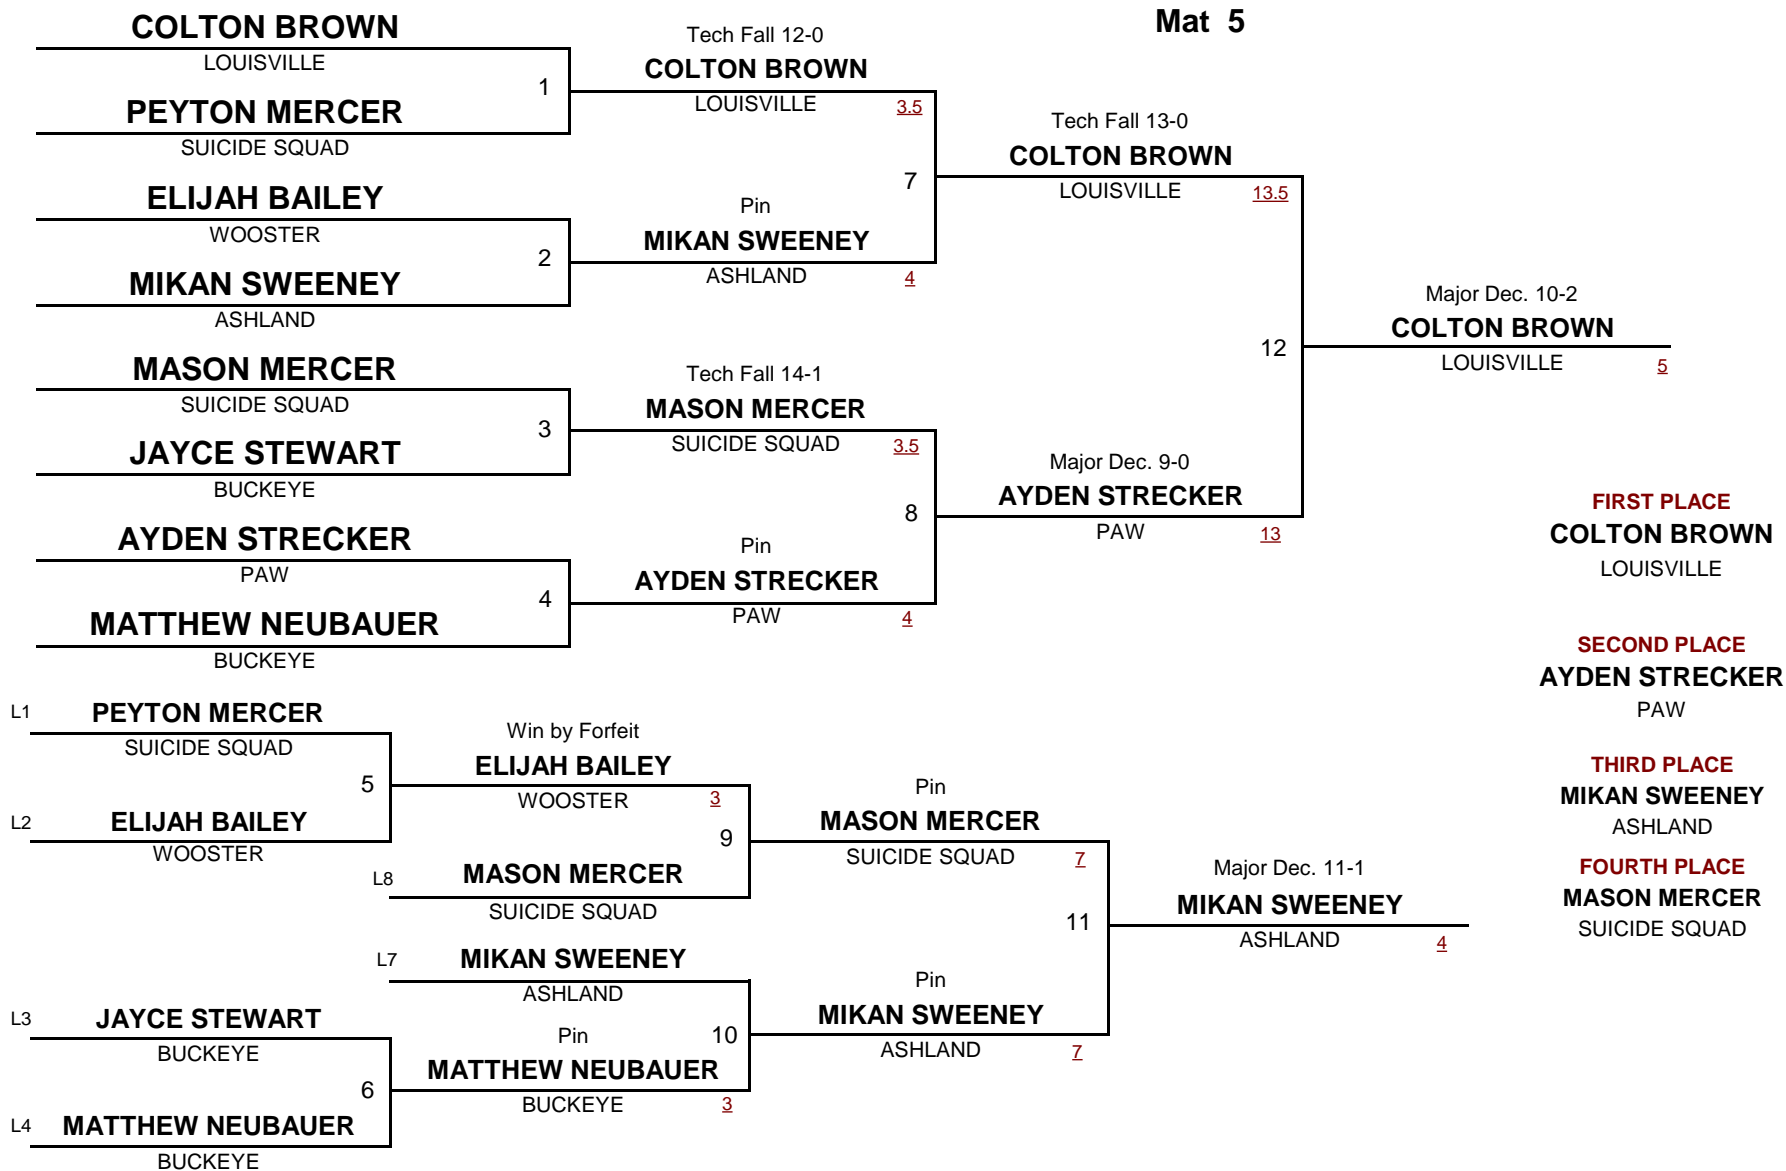 Mat 5
COLTON BROWN
LOUISVILLE
1
PEYTON MERCER
SUICIDE SQUAD
ELIJAH BAILEY
WOOSTER
2
MIKAN SWEENEY
ASHLAND
MASON MERCER
SUICIDE SQUAD
3
JAYCE STEWART
BUCKEYE
AYDEN STRECKER
PAW
4
MATTHEW NEUBAUER
BUCKEYE
Tech Fall 12-0
COLTON BROWN
LOUISVILLE 3.5
7
Pin
MIKAN SWEENEY
ASHLAND 4
Tech Fall 14-1
MASON MERCER
SUICIDE SQUAD 3.5
8
Pin
AYDEN STRECKER
PAW 4
Tech Fall 13-0
COLTON BROWN
LOUISVILLE 13.5
12
Major Dec. 9-0
AYDEN STRECKER
PAW 13
Major Dec. 10-2
COLTON BROWN
LOUISVILLE 5
FIRST PLACE
COLTON BROWN
LOUISVILLE
SECOND PLACE
AYDEN STRECKER
PAW
THIRD PLACE
MIKAN SWEENEY
ASHLAND
FOURTH PLACE
MASON MERCER
SUICIDE SQUAD
L1 PEYTON MERCER
SUICIDE SQUAD
5
L2 ELIJAH BAILEY
WOOSTER
L3 JAYCE STEWART
BUCKEYE
6
L4 MATTHEW NEUBAUER
BUCKEYE
Win by Forfeit
ELIJAH BAILEY
WOOSTER 3
9
L8 MASON MERCER
SUICIDE SQUAD
L7 MIKAN SWEENEY
ASHLAND
10
Pin
MATTHEW NEUBAUER
BUCKEYE 3
Pin
MASON MERCER
SUICIDE SQUAD 7
11
Pin
MIKAN SWEENEY
ASHLAND 7
Major Dec. 11-1
MIKAN SWEENEY
ASHLAND 4